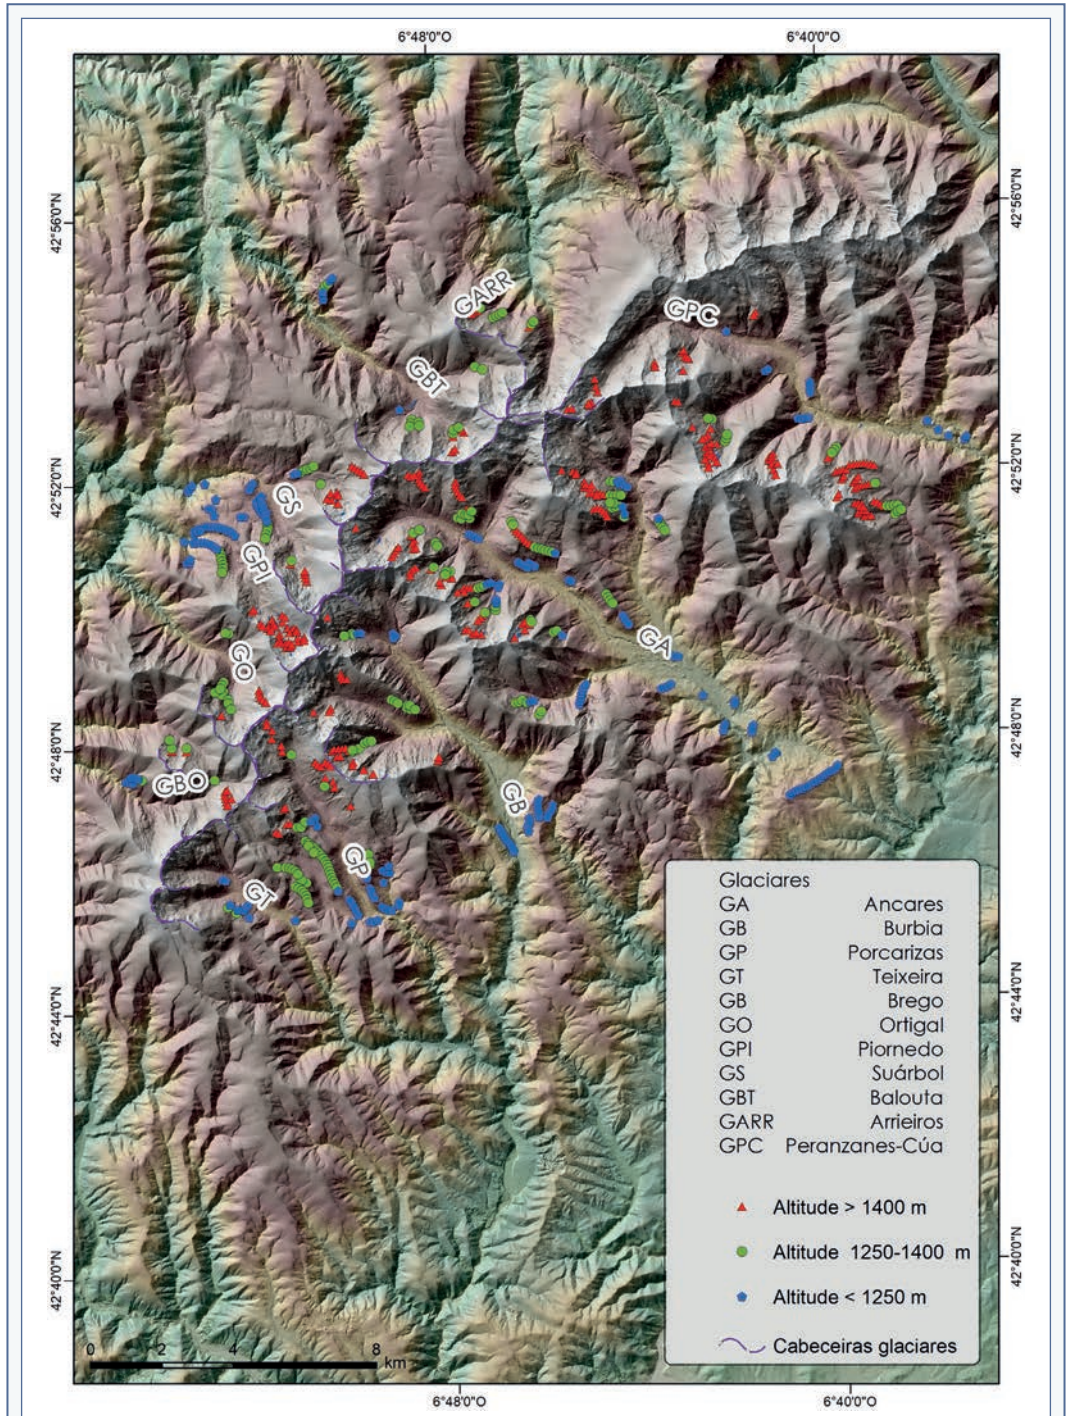 6°48'0"O 6°40'0"O
42°56'0"N 42°56'0"N
GARR
GPC
GBT
42°52'0"N 42°52'0"N
GS
GPI
GA
GO
42°48'0"N 42°48'0"N
GBO
GB
GP
GT
Glaciares
GA Ancares
GB Burbia
GP Porcarizas
GT Teixeira
GB Brego
GO Ortigal
GPI Piornedo
GS Suárbol
GBT Balouta
GARR Arrieiros
GPC Peranzanes-Cúa
42°44'0"N 42°44'0"N
Altitude > 1400 m
Altitude 1250-1400 m
Altitude < 1250 m
Cabeceiras glaciares
42°40'0"N 42°40'0"N
0 2 4 8
km
6°48'0"O 6°40'0"O